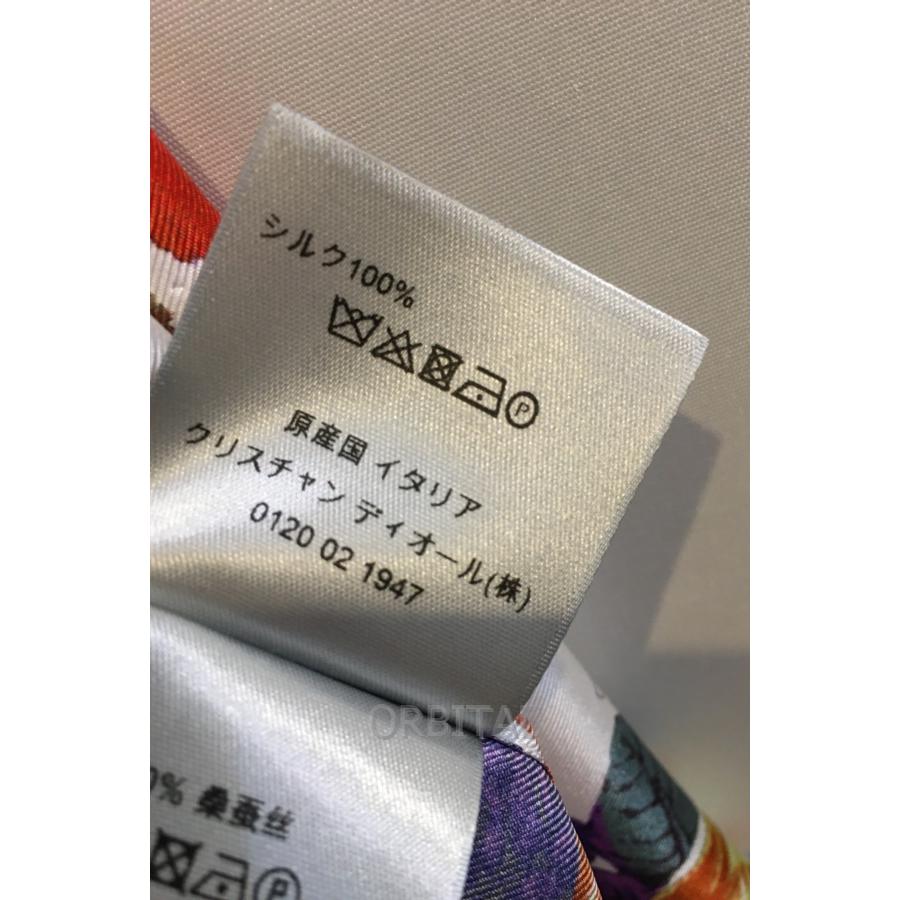 シルク100%
P
原産国 イタリア
クリスチャン ディオール(株)
0120 02 1947
ORBITA
0% 桑蚕丝
P